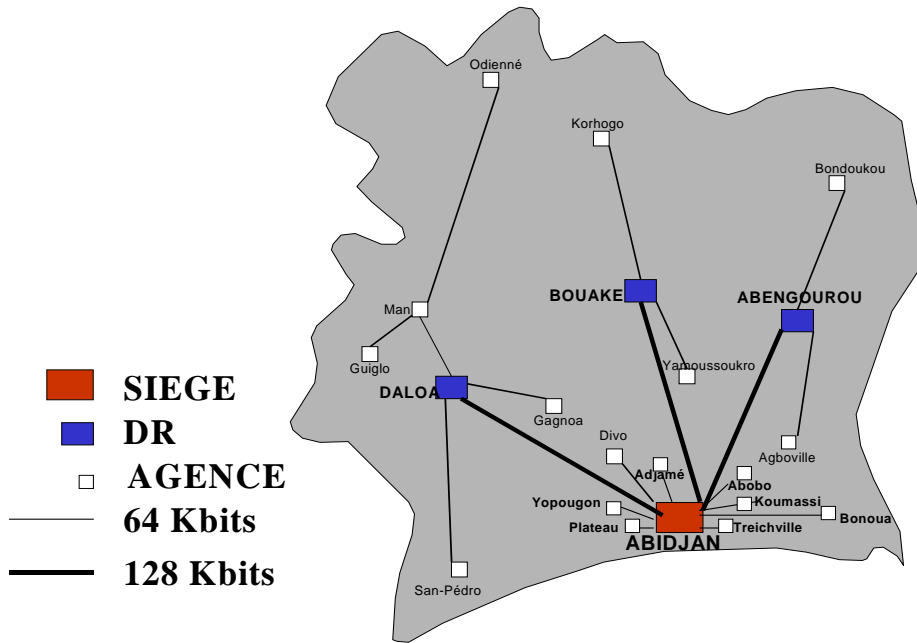 Odienné
Korhogo
Bondoukou
BOUAKE
ABENGOUROU
Man
Guiglo
Yamoussoukro
SIEGE
DALOA
Gagnoa
DR
Divo
Agboville
Adjamé
AGENCE
Abobo
Yopougon
Koumassi
Bonoua
64 Kbits
Plateau
Treichville
ABIDJAN
128 Kbits
San-Pédro